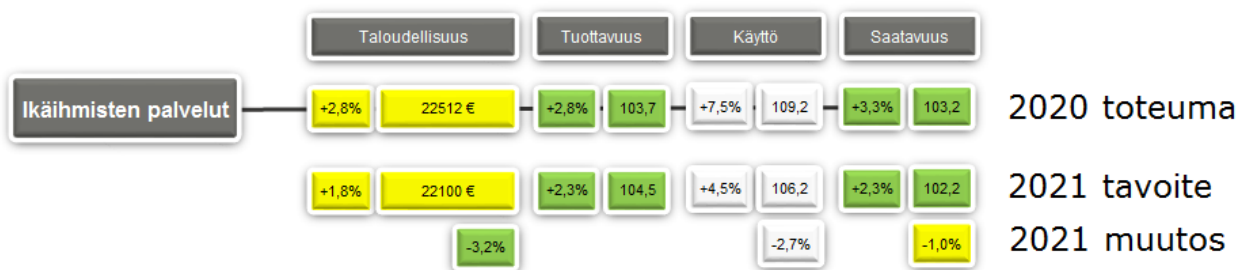 Taloudellisuus Tuottavuus Käyttö Saatavuus
Ikäihmisten palvelut +2,8% 22512 € +2,8% 103,7 +7,5% 109,2 +3,3% 103,2 2020 toteuma
+1,8% 22100 € +2,3% 104,5 +4,5% 106,2 +2,3% 102,2 2021 tavoite
-3,2% -2,7% -1,0% 2021 muutos